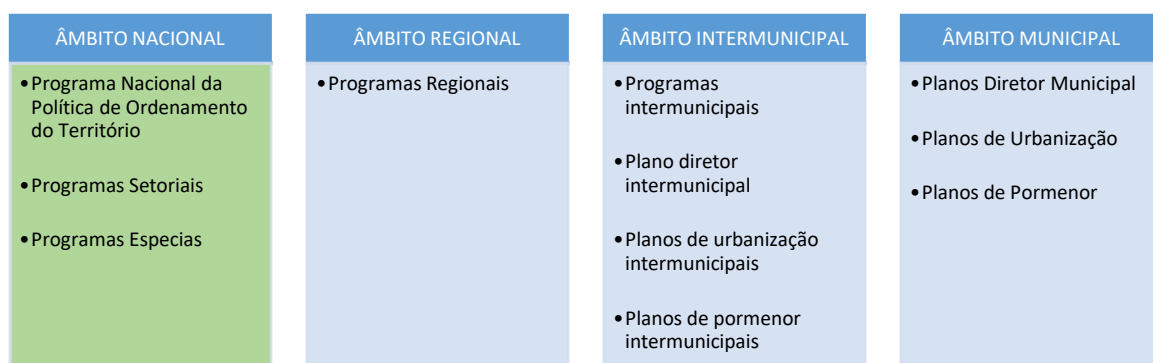 ÂMBITO NACIONAL
•Programa Nacional da
Política de Ordenamento
do Território
•Programas Setoriais
•Programas Especias
ÂMBITO REGIONAL
•Programas Regionais
ÂMBITO INTERMUNICIPAL
•Programas
intermunicipais
•Plano diretor
intermunicipal
•Planos de urbanização
intermunicipais
•Planos de pormenor
intermunicipais
ÂMBITO MUNICIPAL
•Planos Diretor Municipal
•Planos de Urbanização
•Planos de Pormenor